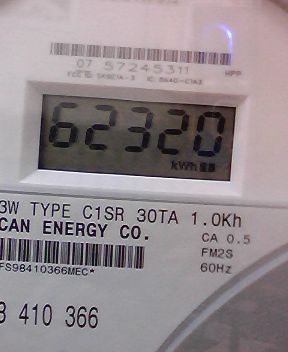 07 57245311 HPP
62320
kWh
3W TYPE C1SR 30TA 1.0Kh
CAN ENERGY CO. CA 0.5
FM2S
FS98410366MEC* 60Hz
410 366